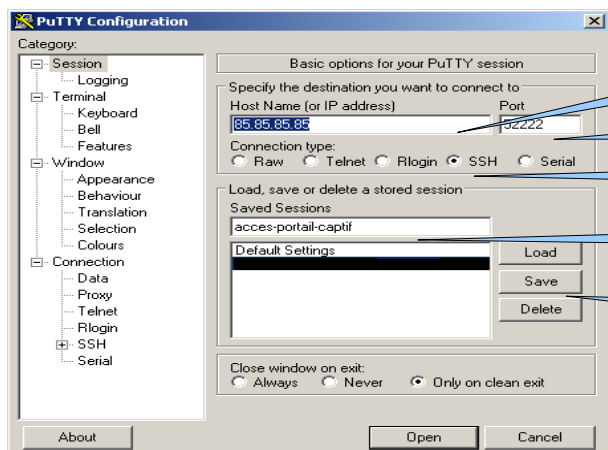 PuTTY Configuration
Category:
Session
Logging
Terminal
Keyboard
Bell
Features
Window
Appearance
Behaviour
Translation
Selection
Colours
Connection
Data
Proxy
Telnet
Rlogin
SSH
Serial
Basic options for your PuTTY session
Specify the destination you want to connect to
Host Name (or IP address) Port
85.85.85.85 52222
Connection type:
Raw Telnet Rlogin SSH Serial
Load, save or delete a stored session
Saved Sessions
acces-portail-captif
Default Settings
Load
Save
Delete
Close window on exit:
Always Never Only on clean exit
About Open Cancel